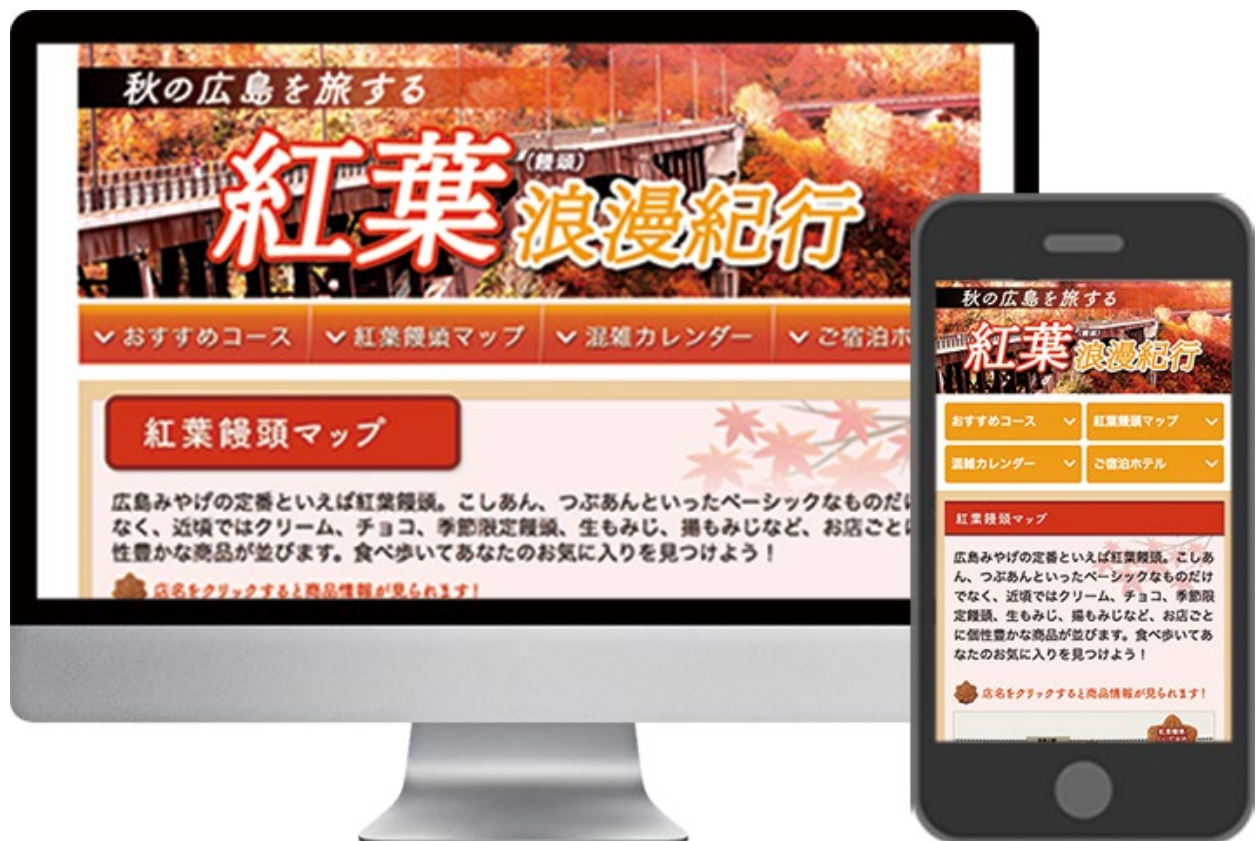 秋の広島を旅する
(饅頭)
紅葉浪漫紀行
おすすめコース 紅葉饅頭マップ 混雑カレンダー ご宿泊ホ
紅葉饅頭マップ
広島みやげの定番といえば紅葉饅頭。こしあん、つぶあんといったベーシックなものだけ
なく、近頃ではクリーム、チョコ、季節限定饅頭、生もみじ、揚もみじなど、お店ごとに
性豊かな商品が並びます。食べ歩いてあなたのお気に入りを見つけよう！
店名をクリックすると商品情報が見られます！
秋の広島を旅する
(饅頭)
紅葉浪漫紀行
おすすめコース 紅葉饅頭マップ
混雑カレンダー ご宿泊ホテル
紅葉饅頭マップ
広島みやげの定番といえば紅葉饅頭。こしあ
ん、つぶあんといったベーシックなものだけ
でなく、近頃ではクリーム、チョコ、季節限
定饅頭、生もみじ、揚もみじなど、お店ごと
に個性豊かな商品が並びます。食べ歩いてあ
なたのお気に入りを見つけよう！
店名をクリックすると商品情報が見られます！
紅葉饅頭